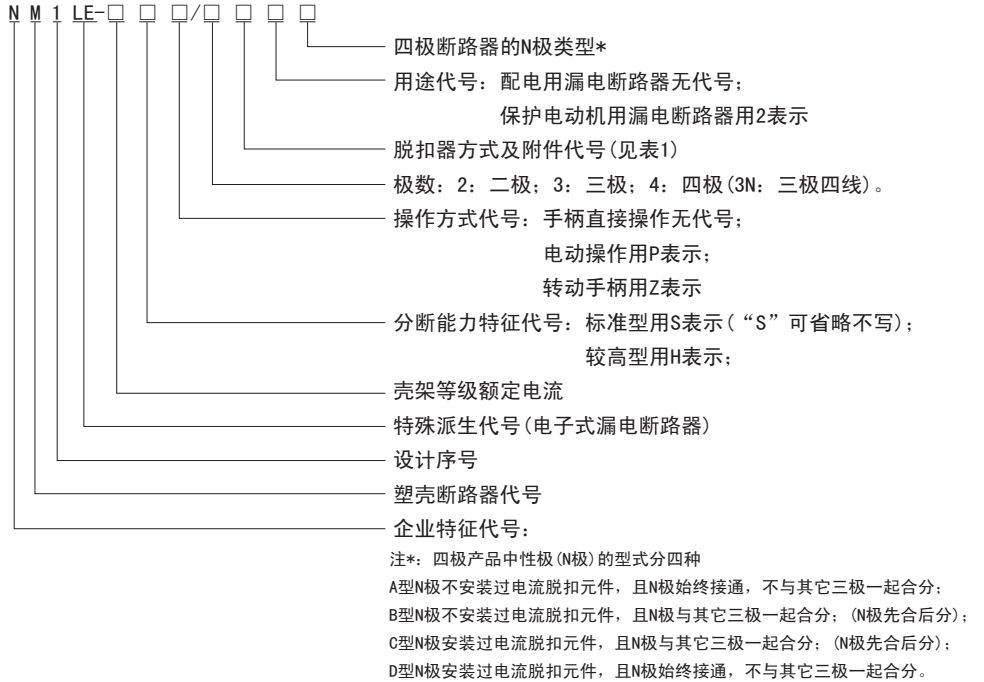 N M 1 LE-□ □ □/□ □ □ □
四极断路器的N极类型*
用途代号：配电用漏电断路器无代号；
保护电动机用漏电断路器用2表示
脱扣器方式及附件代号(见表1)
极数：2：二极；3：三极；4：四极(3N：三极四线)。
操作方式代号：手柄直接操作无代号；
电动操作用P表示；
转动手柄用Z表示
分断能力特征代号：标准型用S表示(“S”可省略不写)；
较高型用H表示；
壳架等级额定电流
特殊派生代号(电子式漏电断路器)
设计序号
塑壳断路器代号
企业特征代号：
注*：四极产品中性极(N极)的型式分四种
A型N极不安装过电流脱扣元件，且N极始终接通，不与其它三极一起合分；
B型N极不安装过电流脱扣元件，且N极与其它三极一起合分；(N极先合后分)；
C型N极安装过电流脱扣元件，且N极与其它三极一起合分；(N极先合后分)；
D型N极安装过电流脱扣元件，且N极始终接通，不与其它三极一起合分。